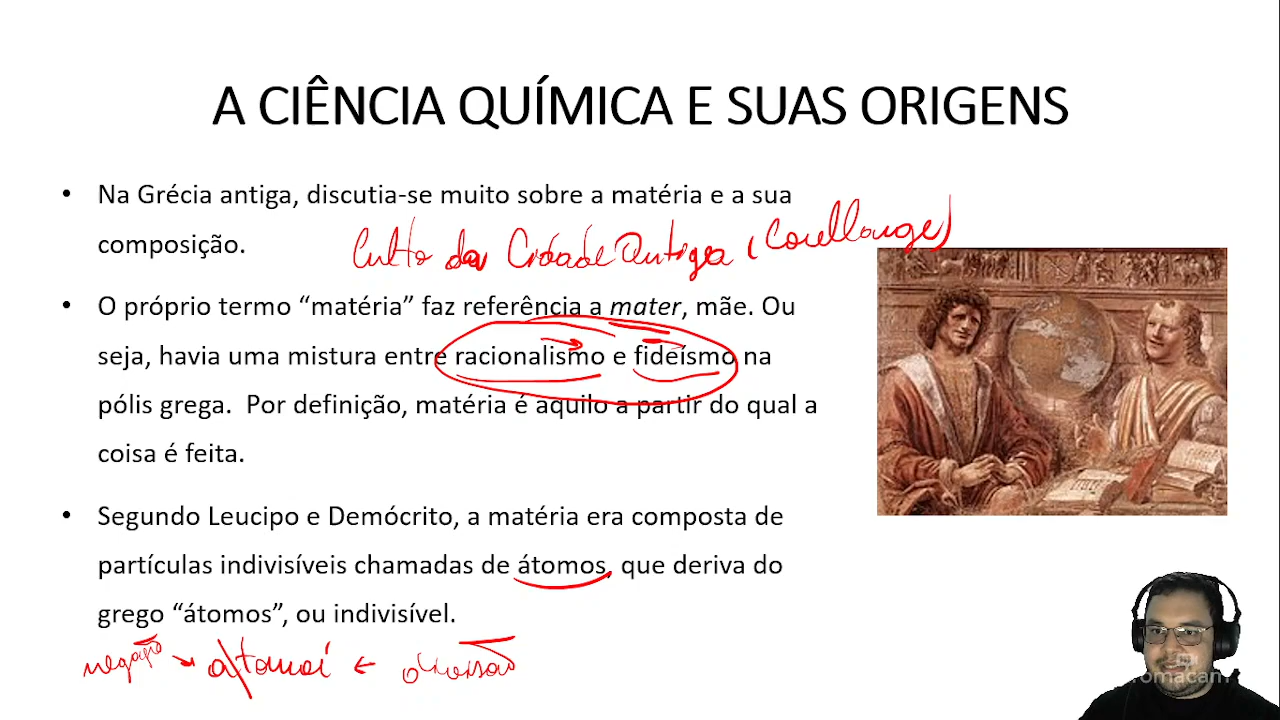 A CIÊNCIA QUÍMICA E SUAS ORIGENS
• Na Grécia antiga, discutia-se muito sobre a matéria e a sua
composição.
Culto da Cidade Antiga (Coullange)
• O próprio termo “matéria” faz referência a mater, mãe. Ou
seja, havia uma mistura entre racionalismo e fideísmo na
pólis grega. Por definição, matéria é aquilo a partir do qual a
coisa é feita.
• Segundo Leucipo e Demócrito, a matéria era composta de
partículas indivisíveis chamadas de átomos, que deriva do
grego “átomos”, ou indivisível.
negação → a/tomoi ← divisão